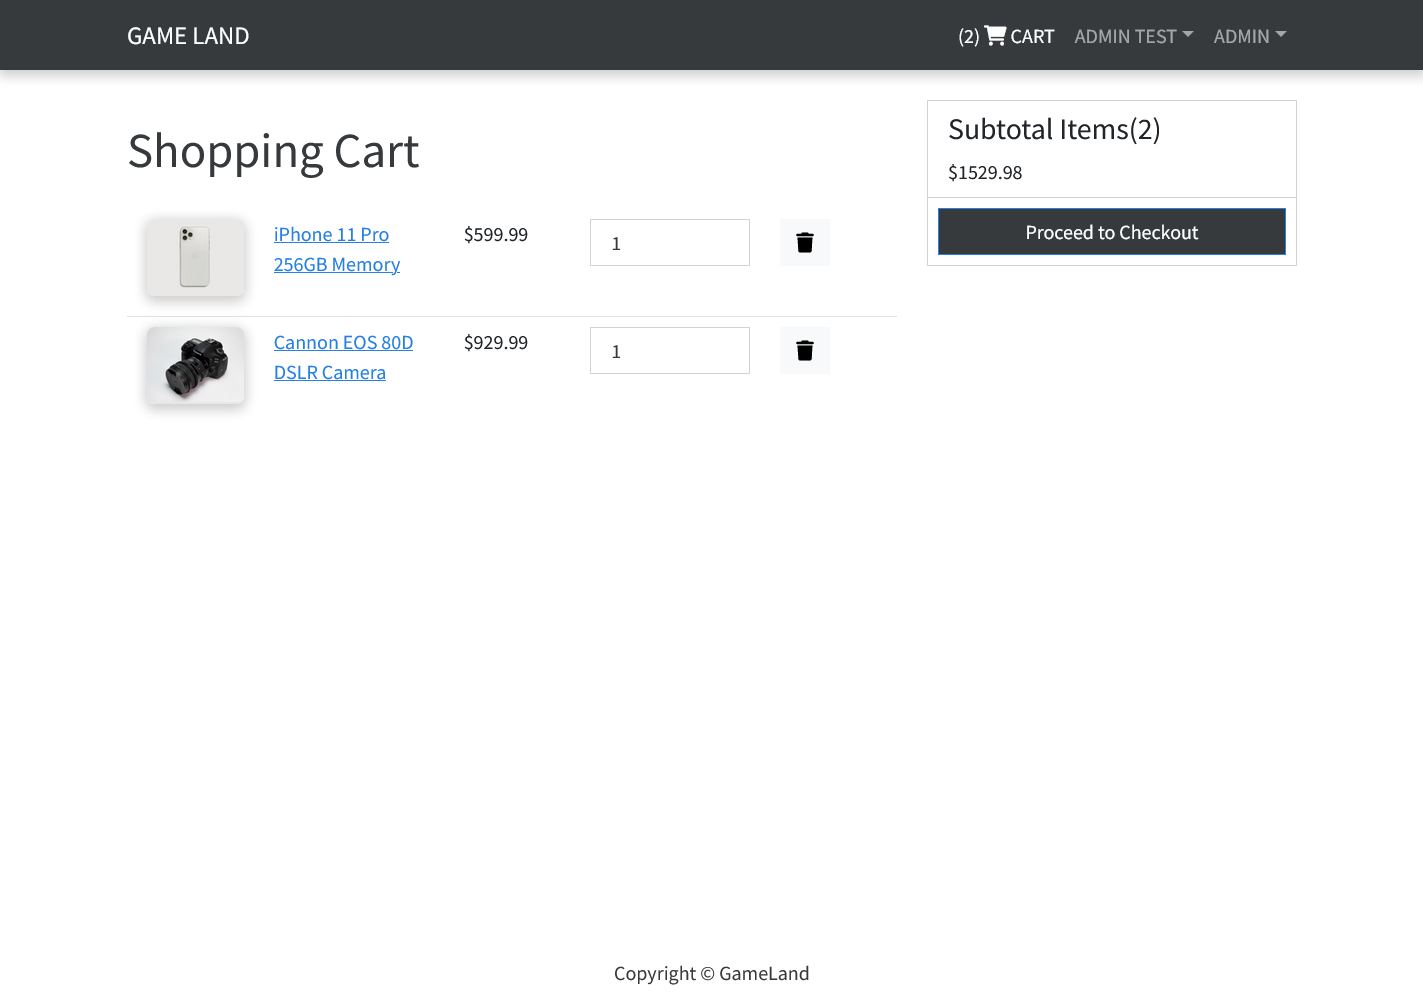 GAME LAND
(2) CART ADMIN TEST ADMIN
Shopping Cart
iPhone 11 Pro
256GB Memory
$599.99
1
Cannon EOS 80D
DSLR Camera
$929.99
1
Subtotal Items(2)
$1529.98
Proceed to Checkout
Copyright © GameLand